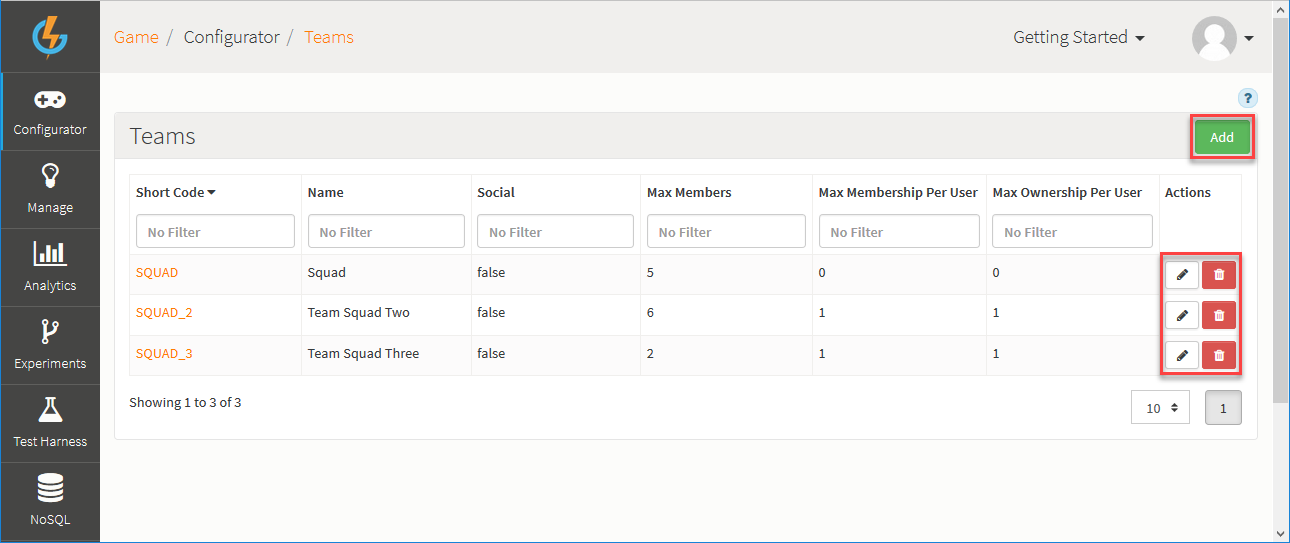 Game / Configurator / Teams
Getting Started
?
Configurator
Manage
Analytics
Experiments
Test Harness
NoSQL
Teams
Add
Short Code Name Social Max Members Max Membership Per User Max Ownership Per User Actions
No Filter No Filter No Filter No Filter No Filter No Filter
SQUAD Squad false 5 0 0
SQUAD_2 Team Squad Two false 6 1 1
SQUAD_3 Team Squad Three false 2 1 1
Showing 1 to 3 of 3
10
1